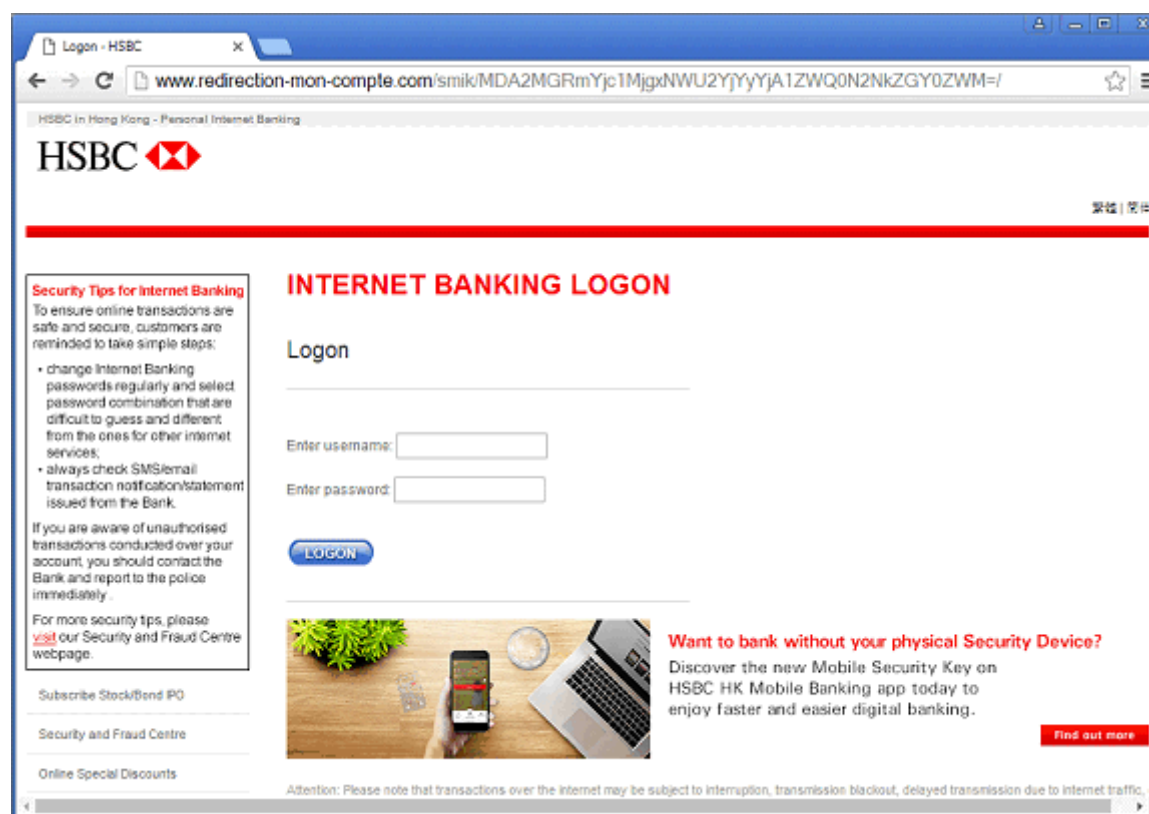 Logon - HSBC
www.redirection-mon-compte.com/smik/MDA2MGRmYjc1MjgxNWU2YjYyYjA1ZWQ0N2NkZGY0ZWM=/
HSBC in Hong Kong - Personal Internet Banking
HSBC
繁體 | 简体
Security Tips for Internet Banking
To ensure online transactions are
safe and secure, customers are
reminded to take simple steps:
• change Internet Banking
passwords regularly and select
password combination that are
difficult to guess and different
from the ones for other internet
services;
• always check SMS/email
transaction notification/statement
issued from the Bank.
If you are aware of unauthorised
transactions conducted over your
account, you should contact the
Bank and report to the police
immediately .
For more security tips, please
visit our Security and Fraud Centre
webpage.
Subscribe Stock/Bond IPO
Security and Fraud Centre
Online Special Discounts
INTERNET BANKING LOGON
Logon
Enter username:
Enter password:
LOGON
Want to bank without your physical Security Device?
Discover the new Mobile Security Key on
HSBC HK Mobile Banking app today to
enjoy faster and easier digital banking.
Find out more
Attention: Please note that transactions over the internet may be subject to interruption, transmission blackout, delayed transmission due to internet traffic,